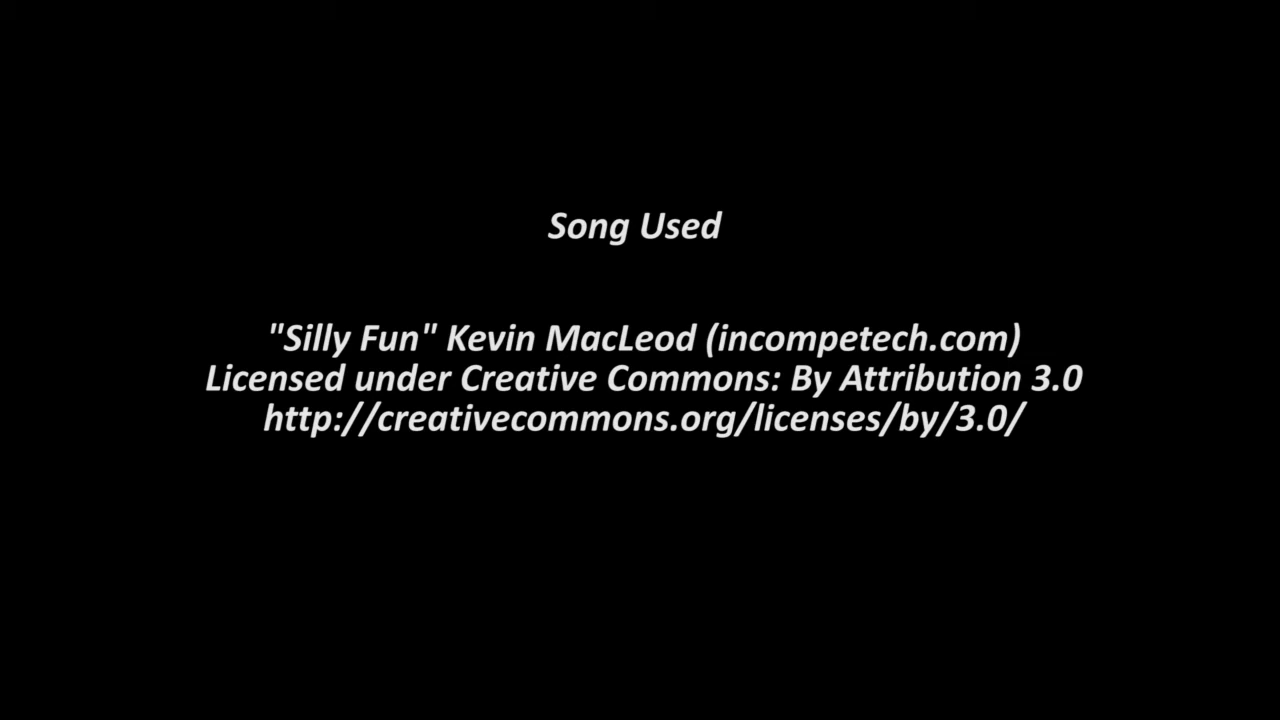 Song Used
"Silly Fun" Kevin MacLeod (incompetech.com)
Licensed under Creative Commons: By Attribution 3.0
http://creativecommons.org/licenses/by/3.0/